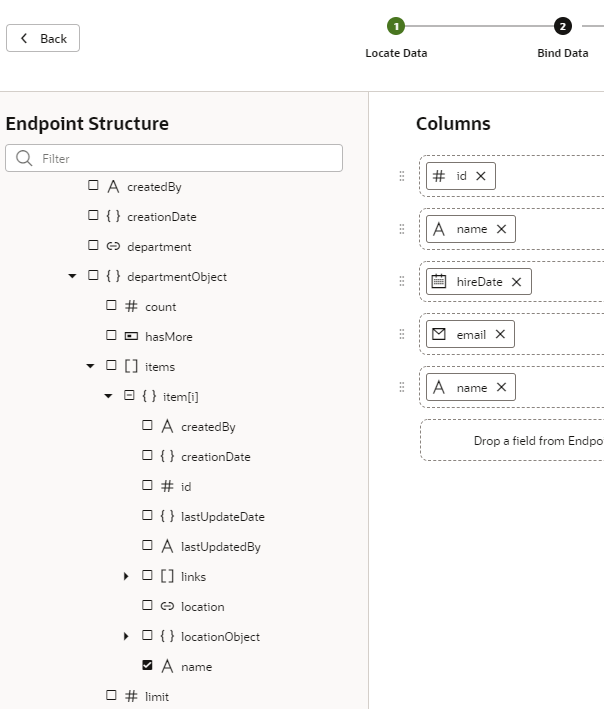 Back
1
2
Locate Data
Bind Data
Endpoint Structure
Filter
createdBy
creationDate
department
departmentObject
count
hasMore
items
item[i]
createdBy
creationDate
id
lastUpdateDate
lastUpdatedBy
links
location
locationObject
name
limit
Columns
id
name
hireDate
email
name
Drop a field from Endpo